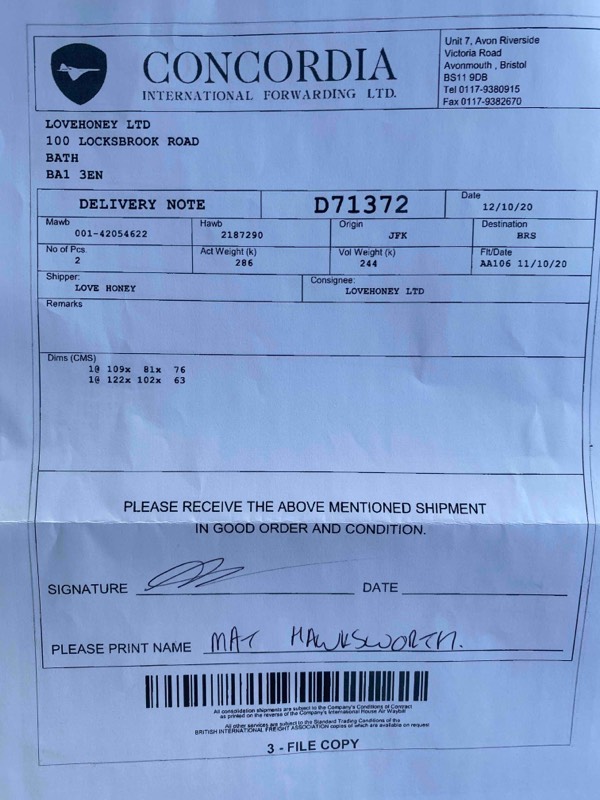 CONCORDIA
INTERNATIONAL FORWARDING LTD.
Unit 7, Avon Riverside
Victoria Road
Avonmouth , Bristol
BS11 9DB
Tel 0117-9380915
Fax 0117-9382670
LOVEHONEY LTD
100 LOCKSBROOK ROAD
BATH
BA1 3EN
DELIVERY NOTE D71372 Date 12/10/20
Mawb Hawb Origin Destination
001-42054622 2187290 JFK BRS
No of Pcs. Act Weight (k) Vol Weight (k) Flt/Date
2 286 244 AA106 11/10/20
Shipper: Consignee:
LOVE HONEY LOVEHONEY LTD
Remarks
Dims (CMS)
1@ 109x 81x 76
1@ 122x 102x 63
PLEASE RECEIVE THE ABOVE MENTIONED SHIPMENT
IN GOOD ORDER AND CONDITION.
SIGNATURE DATE
PLEASE PRINT NAME MAT HAWKSWORTH.
All consolidation shipments are subject to the Company's Conditions of Contract
as printed on the reverse of the Company's International House Air Waybill
All other services are subject to the Standard Trading Conditions of the
BRITISH INTERNATIONAL FREIGHT ASSOCIATION copies of which are available on request
3 - FILE COPY